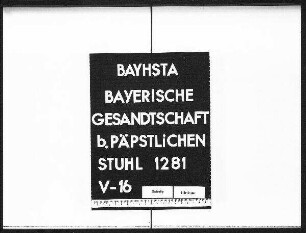 BAYHSTA
BAYERISCHE
GESANDTSCHAFT
b. PÄPSTLiCHEN
STUHL 1281
V-16